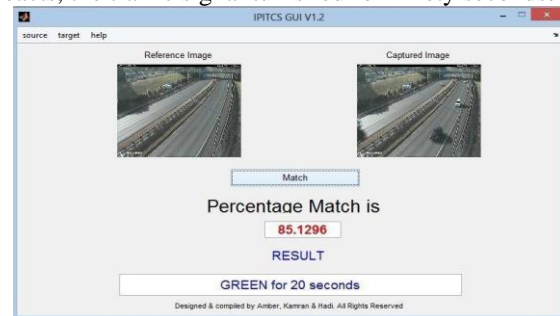 IPITCS GUI V1.2
source target help
Reference Image Captured Image
Match
Percentage Match is
85.1296
RESULT
GREEN for 20 seconds
Designed & compiled by Amber, Kamran & Hadi. All Rights Reserved